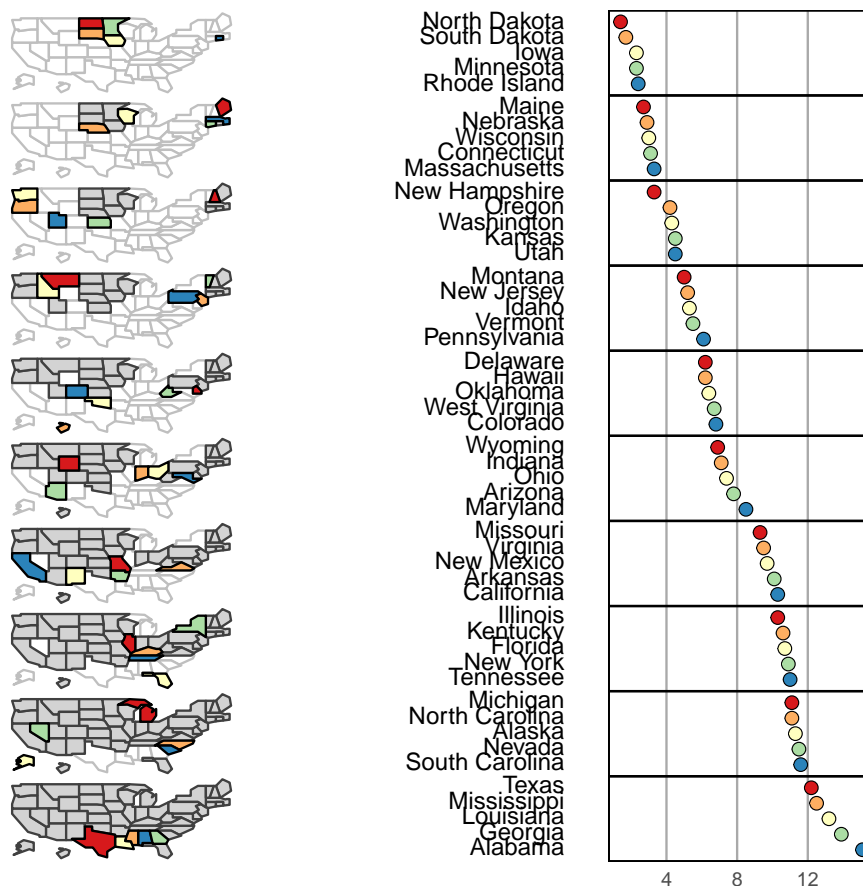 North Dakota
South Dakota
Iowa
Minnesota
Rhode Island
Maine
Nebraska
Wisconsin
Connecticut
Massachusetts
New Hampshire
Oregon
Washington
Kansas
Utah
Montana
New Jersey
Idaho
Vermont
Pennsylvania
Delaware
Hawaii
Oklahoma
West Virginia
Colorado
Wyoming
Indiana
Ohio
Arizona
Maryland
Missouri
Virginia
New Mexico
Arkansas
California
Illinois
Kentucky
Florida
New York
Tennessee
Michigan
North Carolina
Alaska
Nevada
South Carolina
Texas
Mississippi
Louisiana
Georgia
Alabama
4 8 12